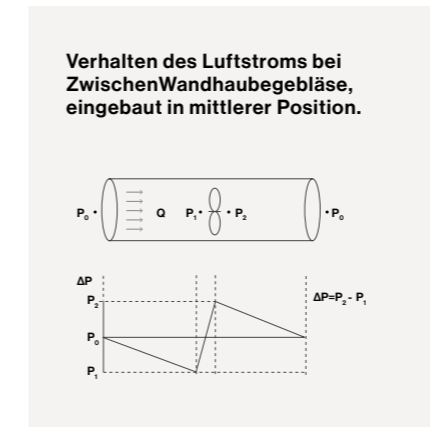 Verhalten des Luftstroms bei
ZwischenWandhaubegebläse,
eingebaut in mittlerer Position.
P₀ • Q P₁ • • P₂ • P₀
ΔP
P₂ ΔP=P₂ - P₁
P₀
P₁